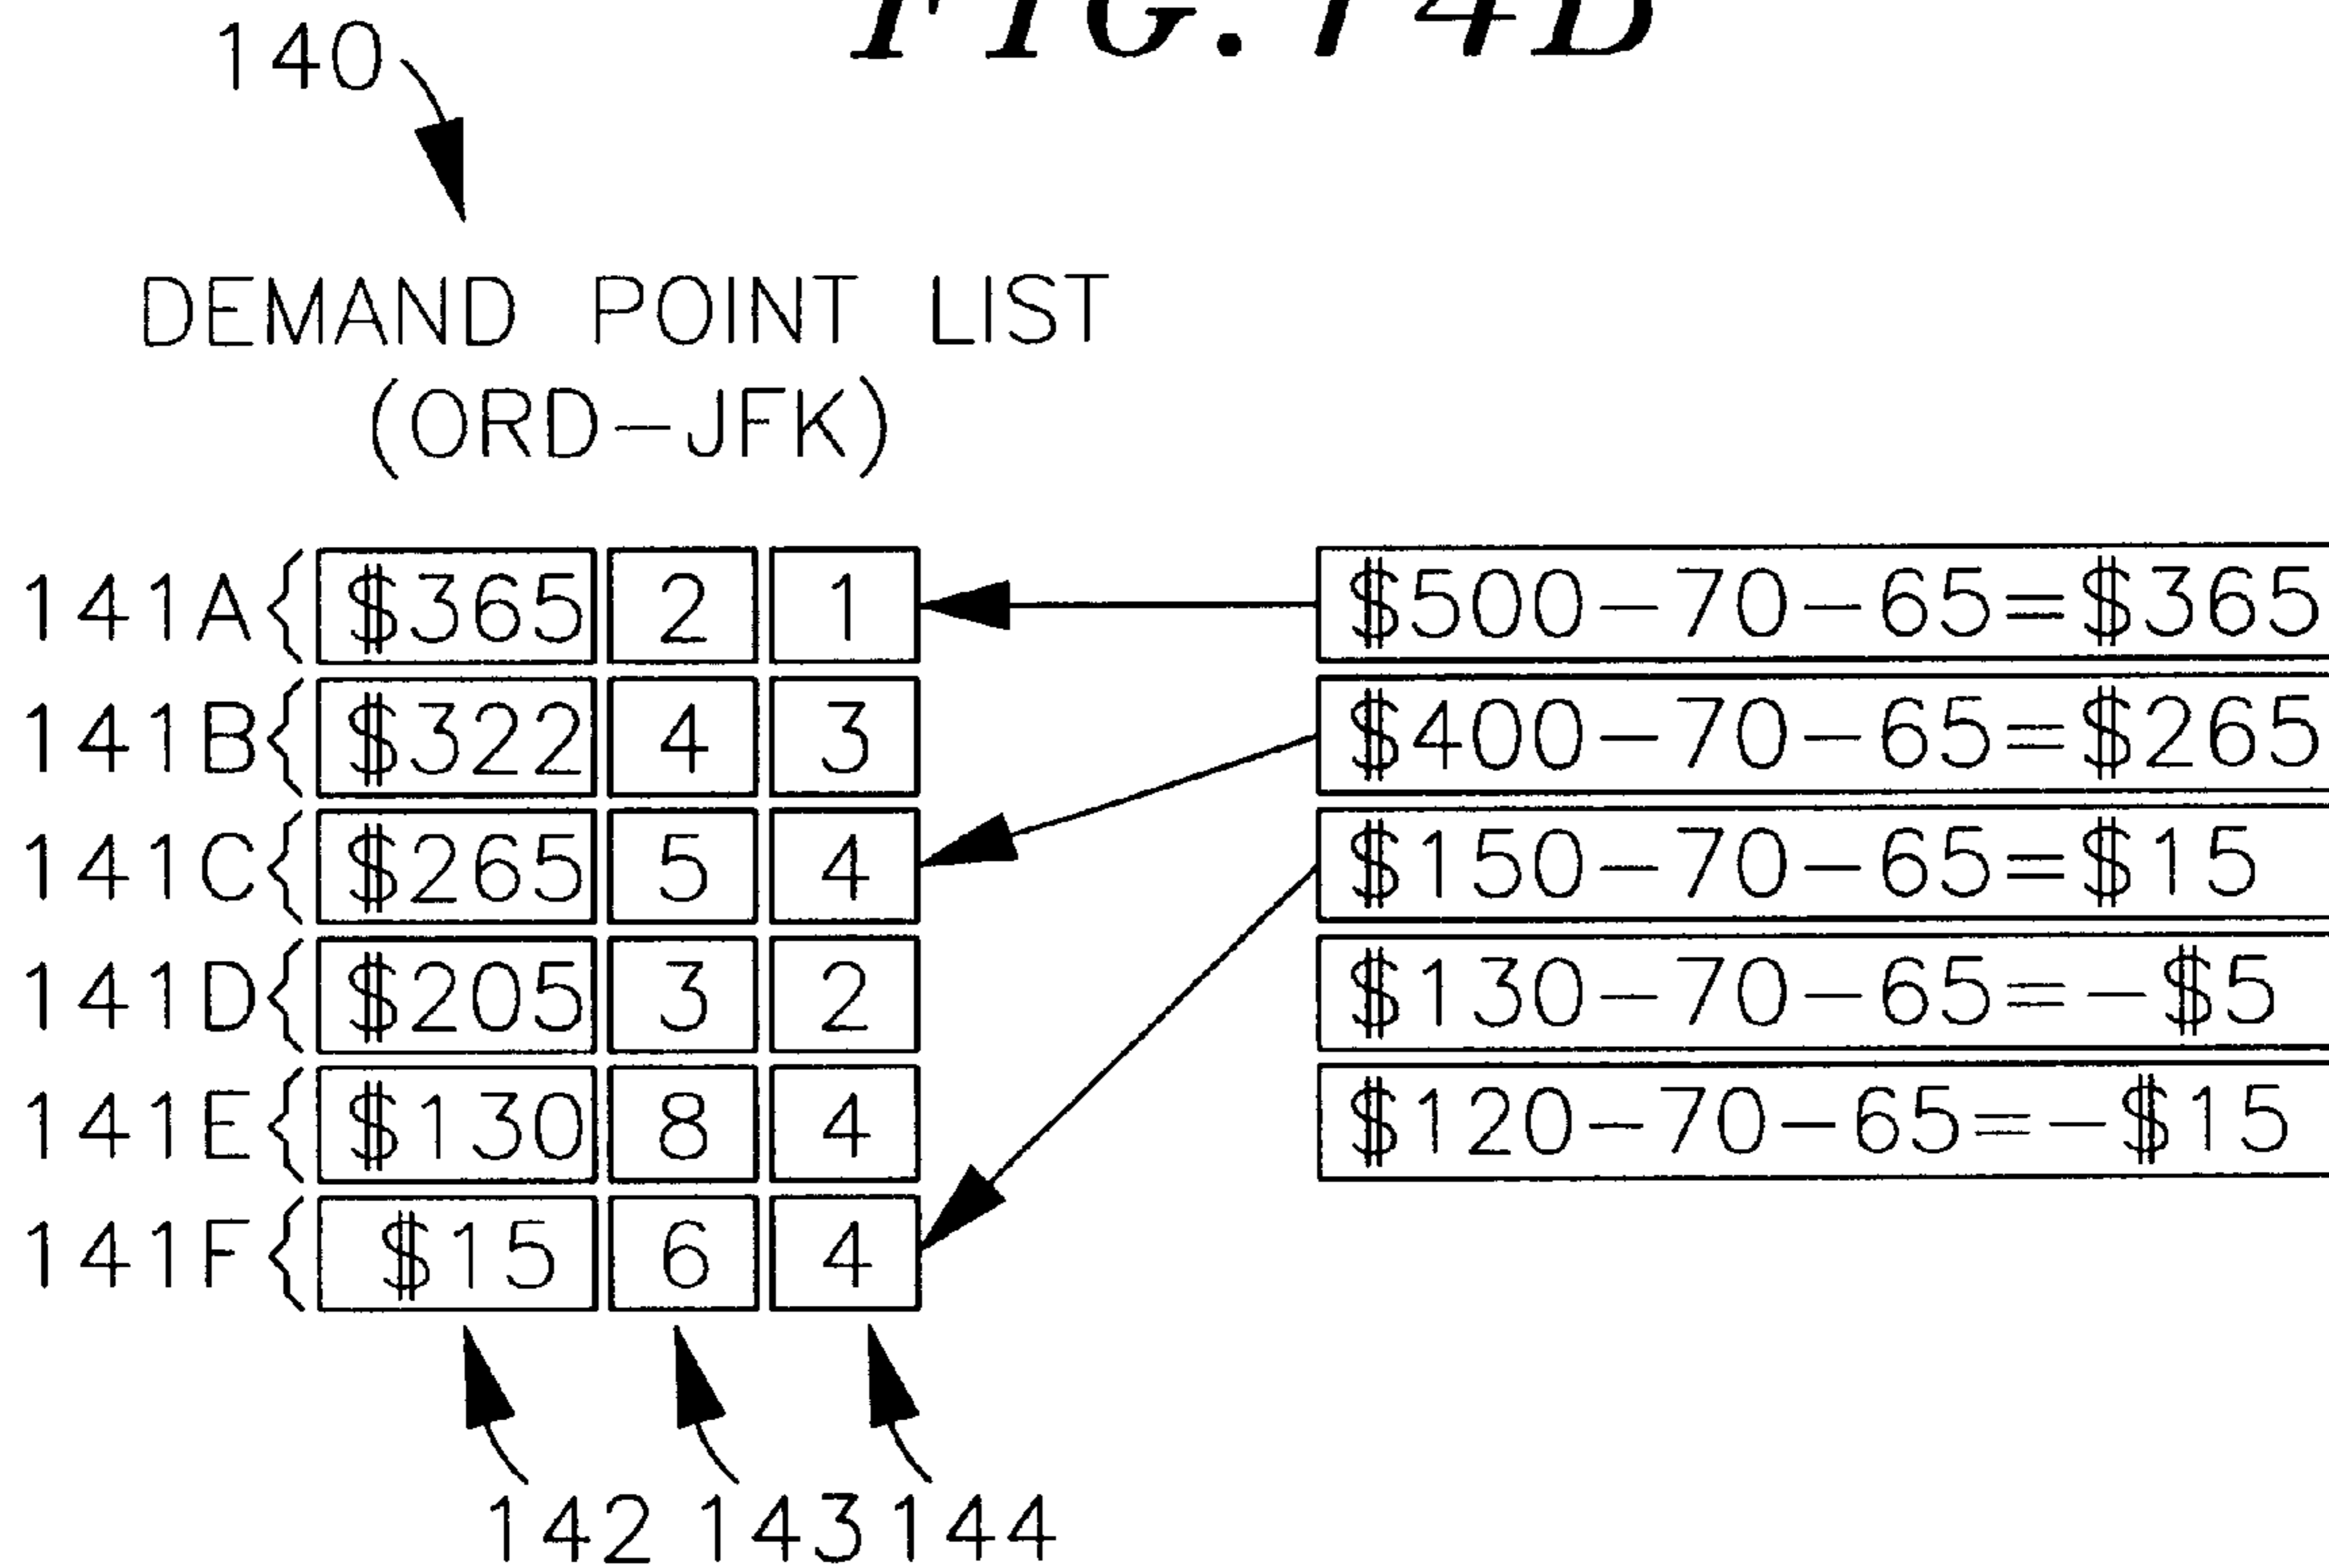 FIG. 14B
140
DEMAND POINT LIST
(ORD-JFK)
141A $365 2 1 $500-70-65=$365
141B $322 4 3 $400-70-65=$265
141C $265 5 4 $150-70-65=$15
141D $205 3 2 $130-70-65=-$5
141E $130 8 4 $120-70-65=-$15
141F $15 6 4
142 143 144